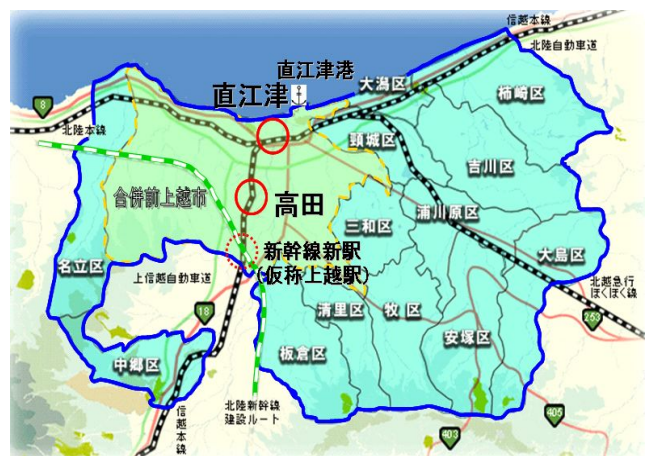 信越本線
北陸自動車道
直江津港
大潟区
直江津
柿崎区
8
北陸本線
頸城区
吉川区
合併前上越市
高田
三和区
浦川原区
新幹線新駅
(仮称上越駅)
大島区
名立区
上信越自動車道
北越急行
ほくほく線
18
清里区
牧区
253
安塚区
板倉区
中郷区
北陸新幹線
建設ルート
信越本線
405
403